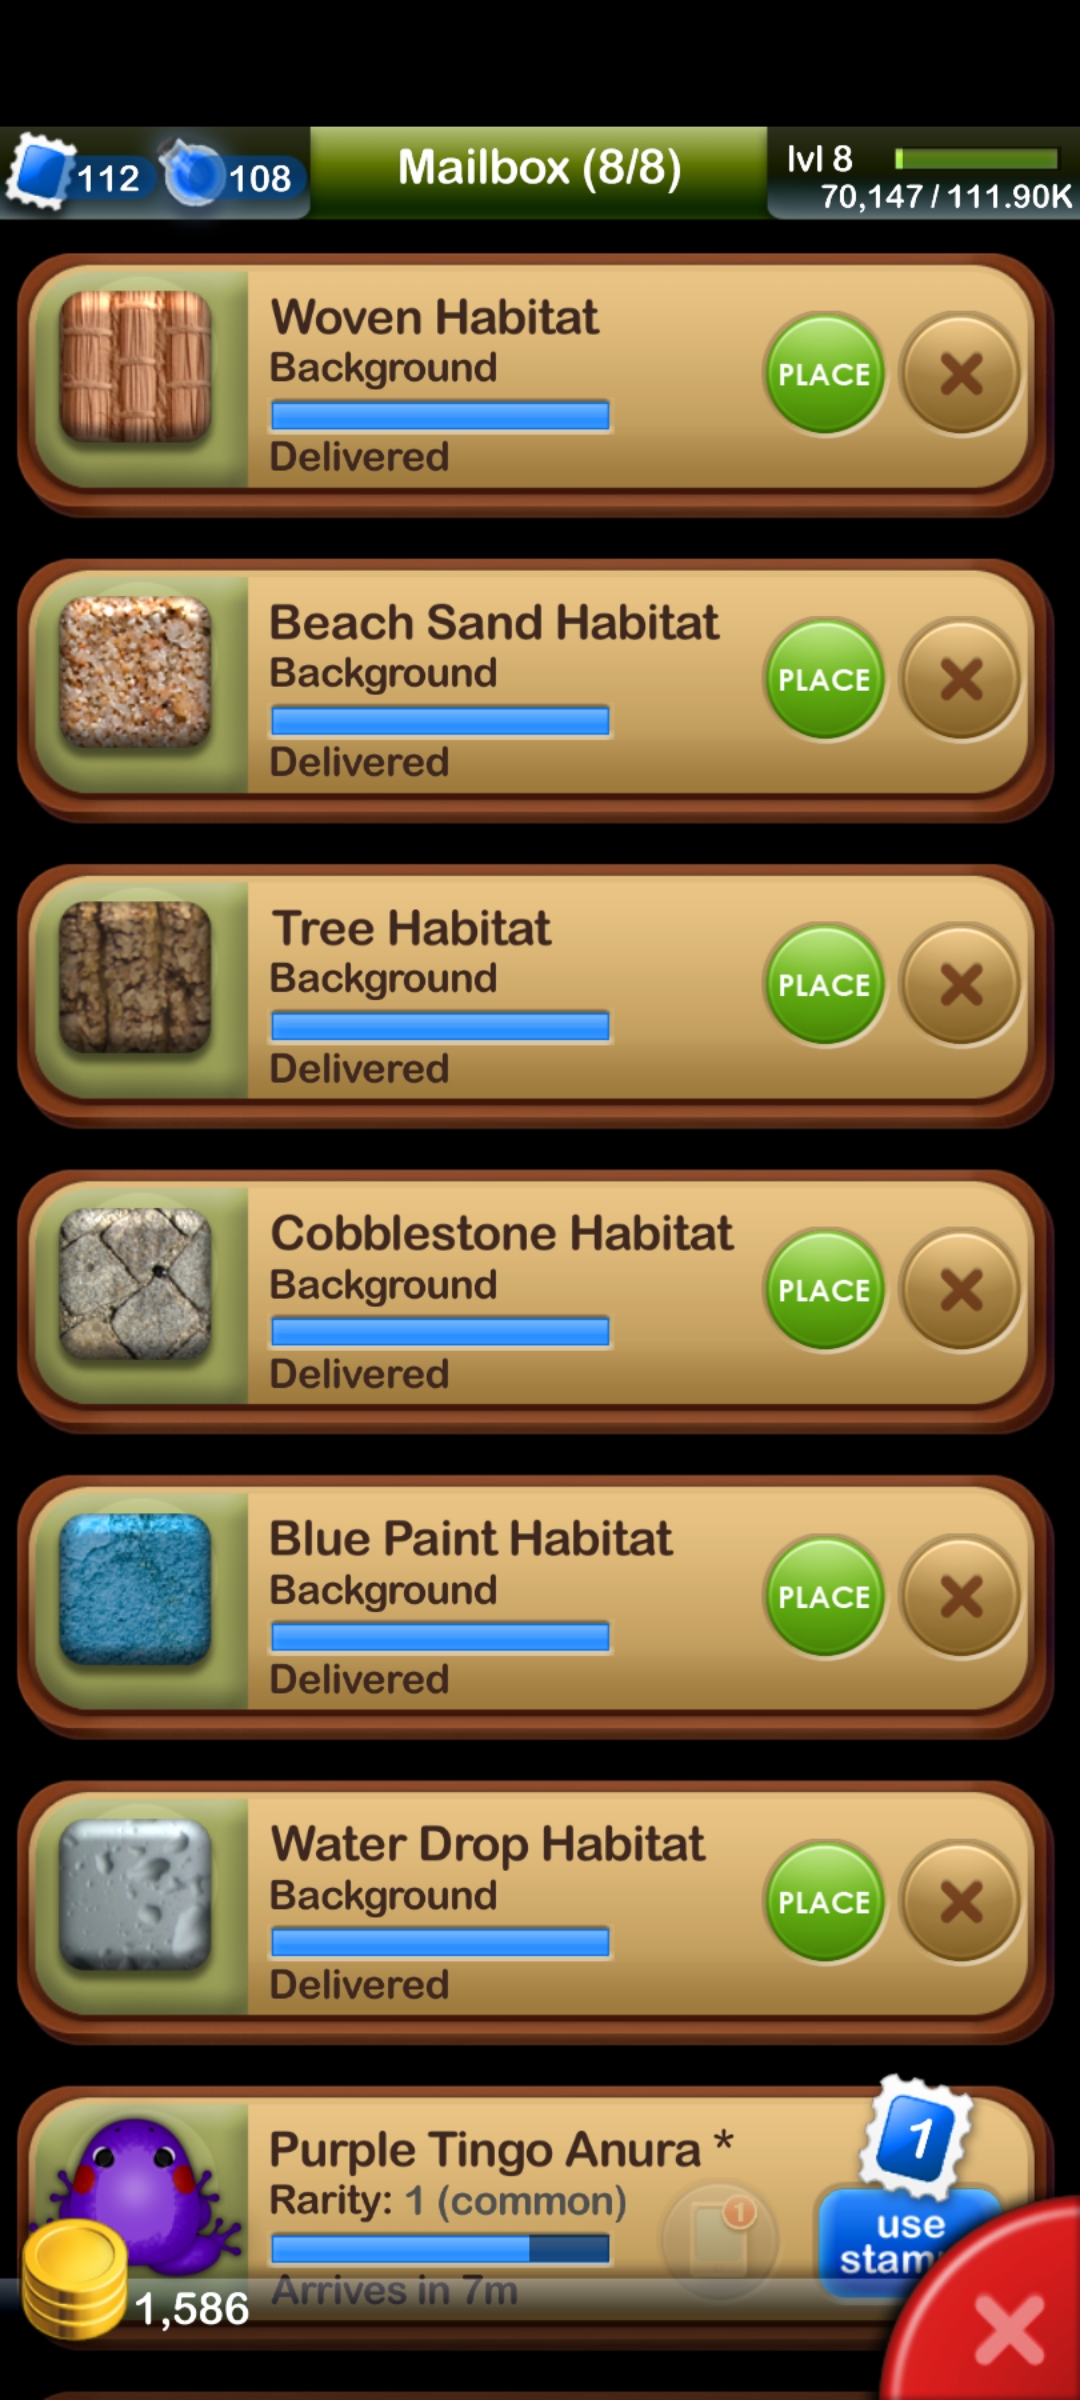 112 108 Mailbox (8/8) lvl 8
70,147 / 111.90K
Woven Habitat
Background
PLACE
Delivered
Beach Sand Habitat
Background
PLACE
Delivered
Tree Habitat
Background
PLACE
Delivered
Cobblestone Habitat
Background
PLACE
Delivered
Blue Paint Habitat
Background
PLACE
Delivered
Water Drop Habitat
Background
PLACE
Delivered
Purple Tingo Anura *
1
Rarity: 1 (common)
1
use
stam
Arrives in 7m
1,586